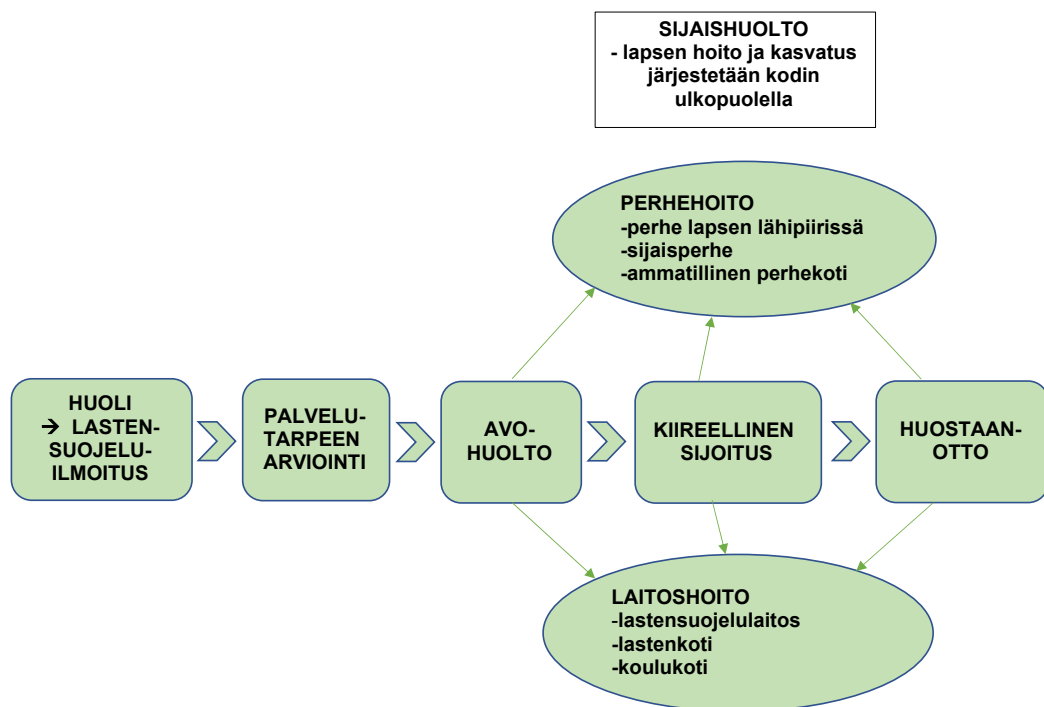 SIJAISHUOLTO
- lapsen hoito ja kasvatus
järjestetään kodin
ulkopuolella
PERHEHOITO
-perhe lapsen lähipiirissä
-sijaisperhe
-ammatillinen perhekoti
HUOLI
→ LASTEN-
SUOJELU-
ILMOITUS
PALVELU-
TARPEEN
ARVIOINTI
AVO-
HUOLTO
KIIREELLINEN
SIJOITUS
HUOSTAAN-
OTTO
LAITOSHOITO
-lastensuojelulaitos
-lastenkoti
-koulukoti